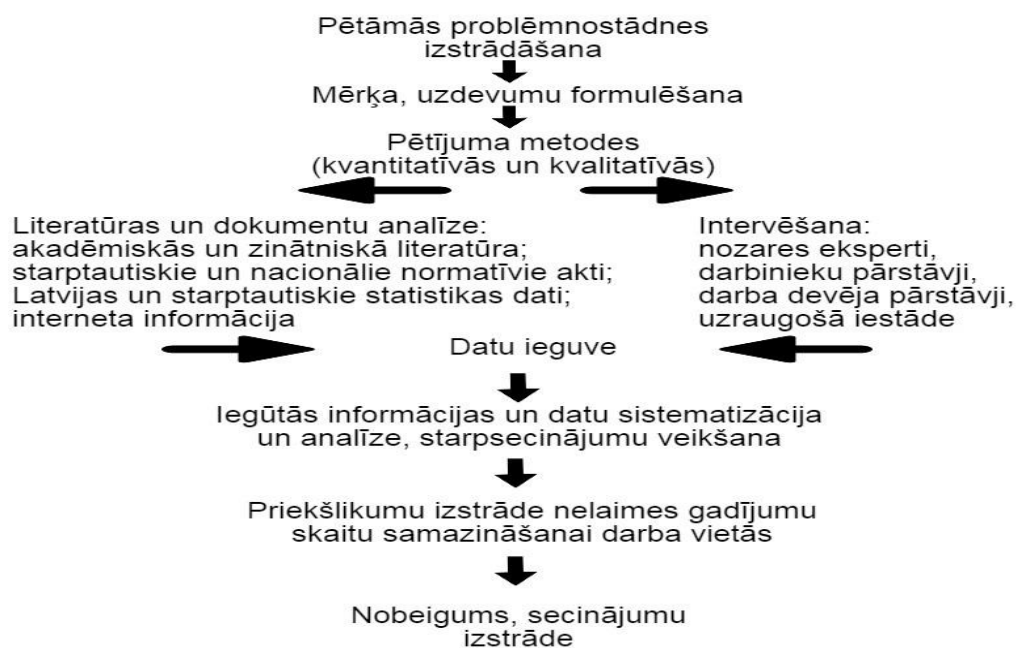 Pētāmās problēmnostādnes
izstrādāšana
Mērķa, uzdevumu formulēšana
Pētījuma metodes
(kvantitatīvās un kvalitatīvās)
Literatūras un dokumentu analīze:
akadēmiskās un zinātniskā literatūra;
starptautiskie un nacionālie normatīvie akti;
Latvijas un starptautiskie statistikas dati;
interneta informācija
Intervēšana:
nozares eksperti,
darbinieku pārstāvji,
darba devēja pārstāvji,
uzraugošā iestāde
Datu ieguve
Iegūtās informācijas un datu sistematizācija
un analīze, starpsecinājumu veikšana
Priekšlikumu izstrāde nelaimes gadījumu
skaitu samazināšanai darba vietās
Nobeigums, secinājumu
izstrāde